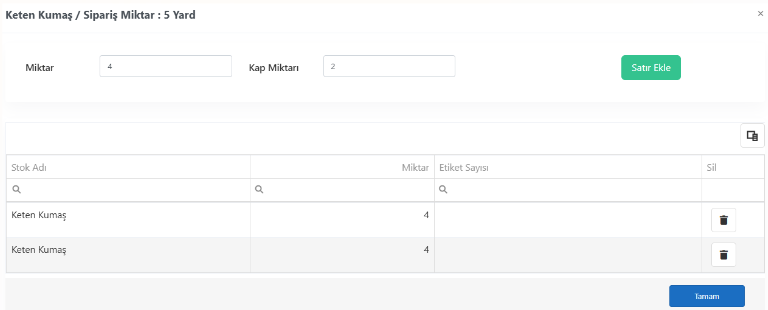 Keten Kumaş / Sipariş Miktar : 5 Yard ×
Miktar 4 Kap Miktarı 2 Satır Ekle
Stok Adı Miktar Etiket Sayısı Sil
Keten Kumaş 4
Keten Kumaş 4
Tamam